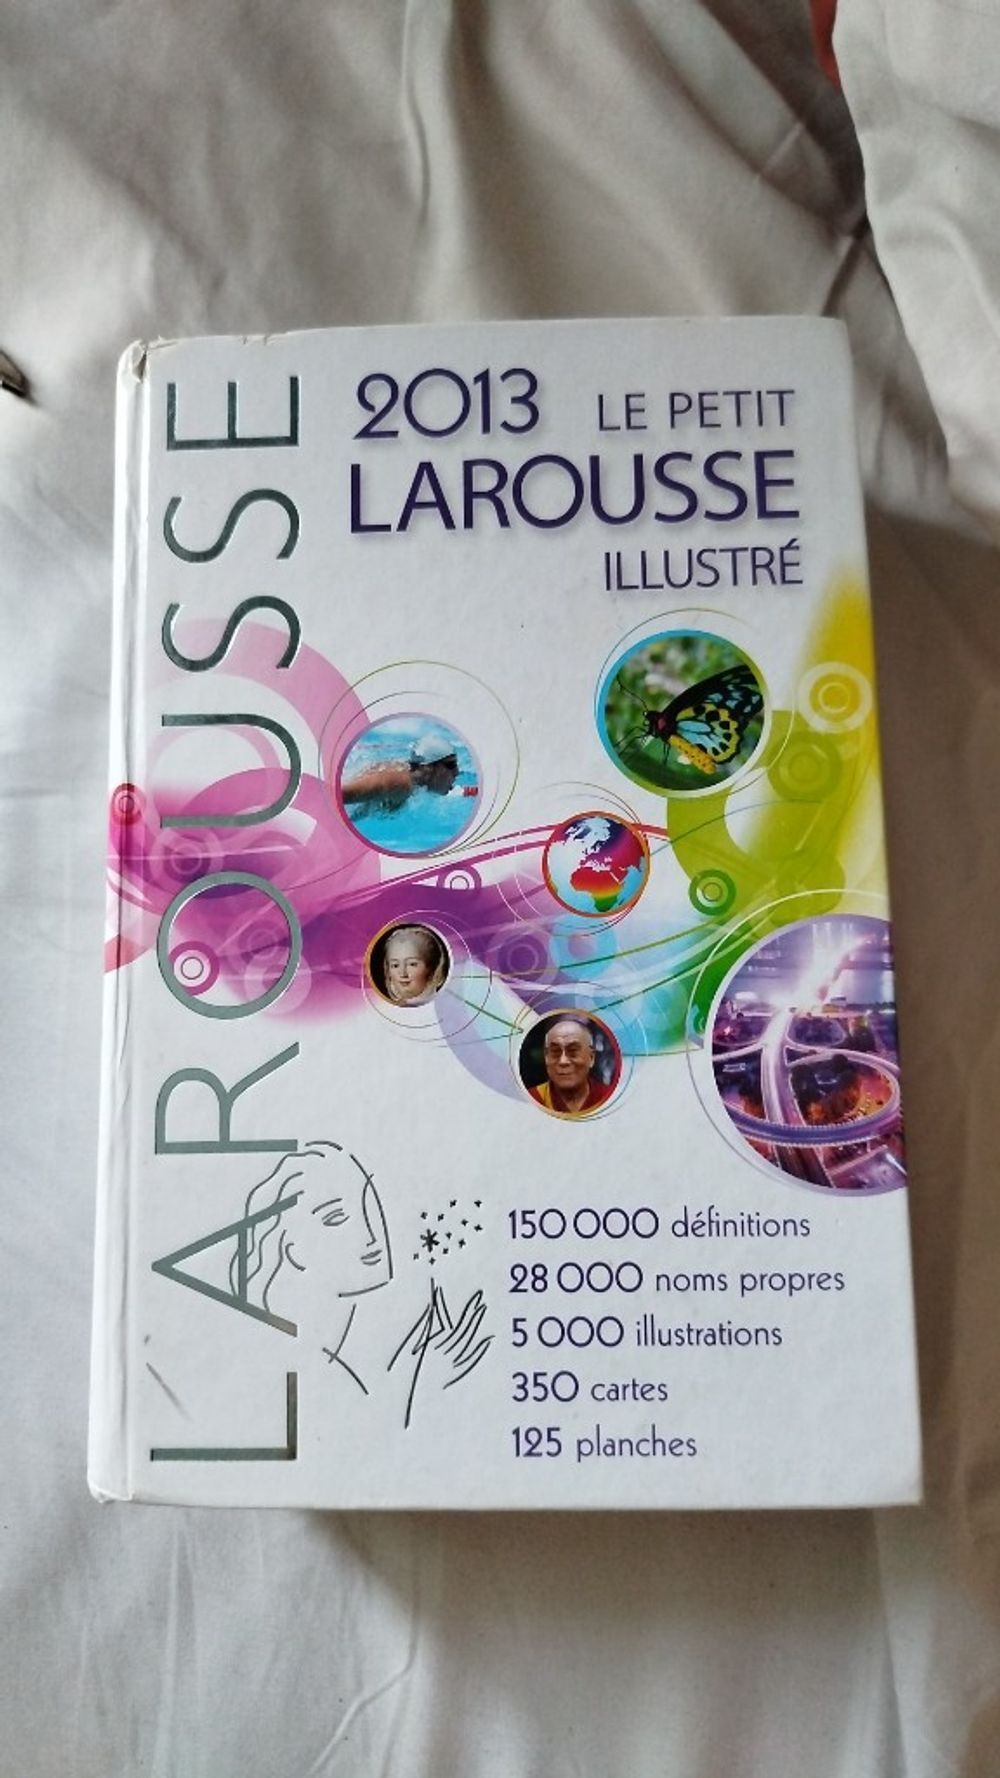 LAROUSSE
2013 LE PETIT
LAROUSSE
ILLUSTRÉ
150 000 définitions
28 000 noms propres
5 000 illustrations
350 cartes
125 planches